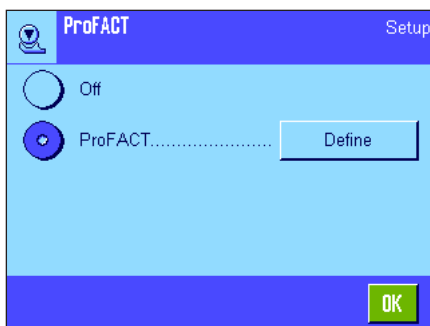 ProFACT Setup
Off
ProFACT....................... Define
OK